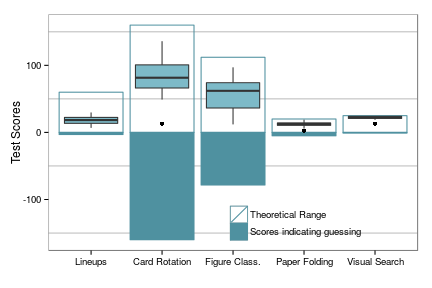 Test Scores
100
0
-100
Theoretical Range
Scores indicating guessing
Lineups Card Rotation Figure Class. Paper Folding Visual Search